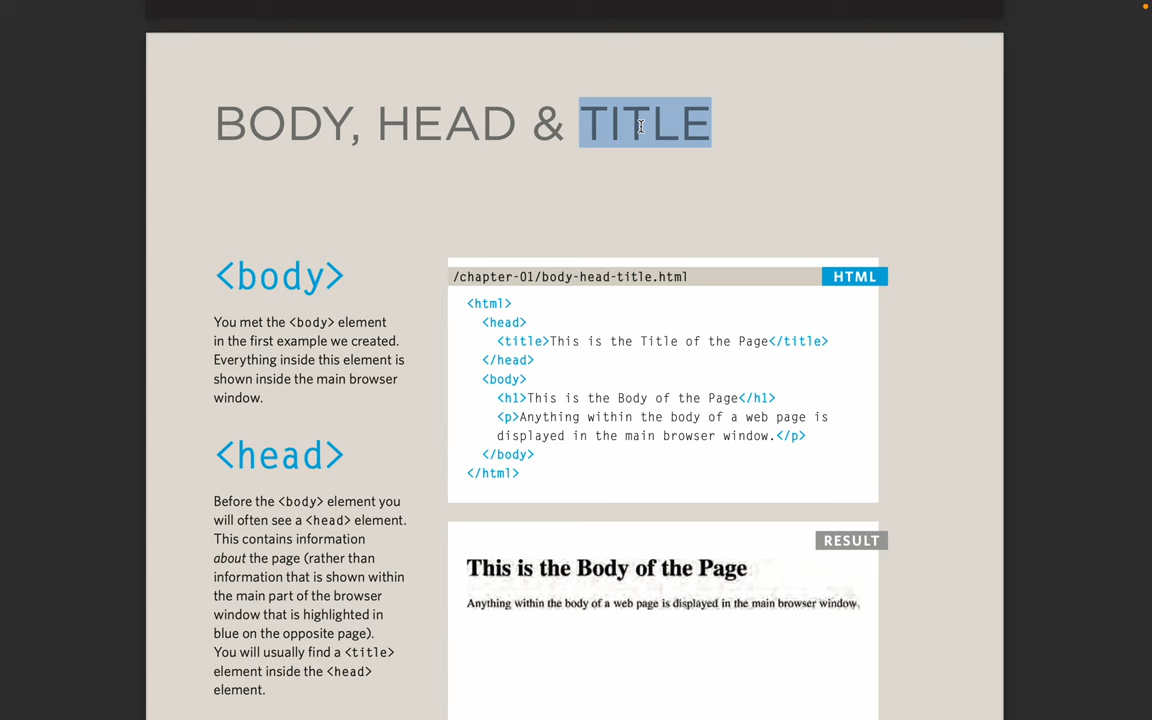 BODY, HEAD & TITLE
<body>
You met the <body> element
in the first example we created.
Everything inside this element is
shown inside the main browser
window.
<head>
Before the <body> element you
will often see a <head> element.
This contains information
about the page (rather than
information that is shown within
the main part of the browser
window that is highlighted in
blue on the opposite page).
You will usually find a <title>
element inside the <head>
element.
/chapter-01/body-head-title.html
HTML
<html>
<head>
<title>This is the Title of the Page</title>
</head>
<body>
<h1>This is the Body of the Page</h1>
<p>Anything within the body of a web page is
displayed in the main browser window.</p>
</body>
</html>
RESULT
This is the Body of the Page
Anything within the body of a web page is displayed in the main browser window.